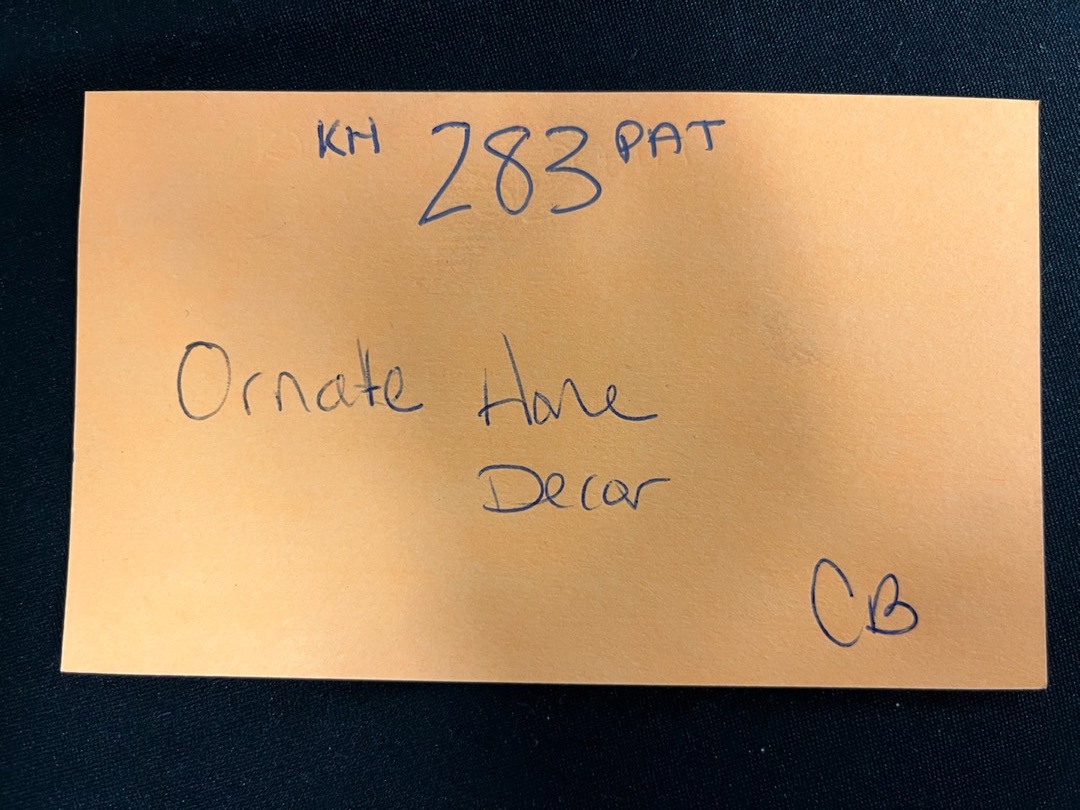 KH 283 PAT
Ornate Home
Decor
CB